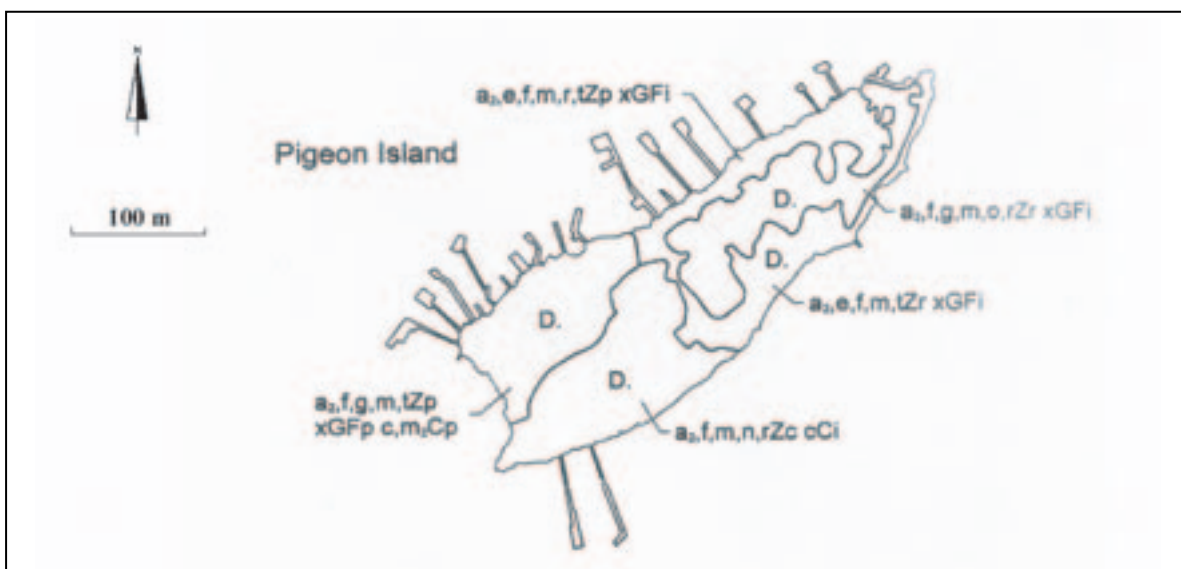 N
a₂,e,f,m,r,tZp xGFi
Pigeon Island
100 m
D.
a₂,f,g,m,o,rZr xGFi
D.
a₂,e,f,m,tZr xGFi
D.
D.
a₂,f,g,m,tZp
xGFp c,m₂Cp
a₂,f,m,n,rZc cCi